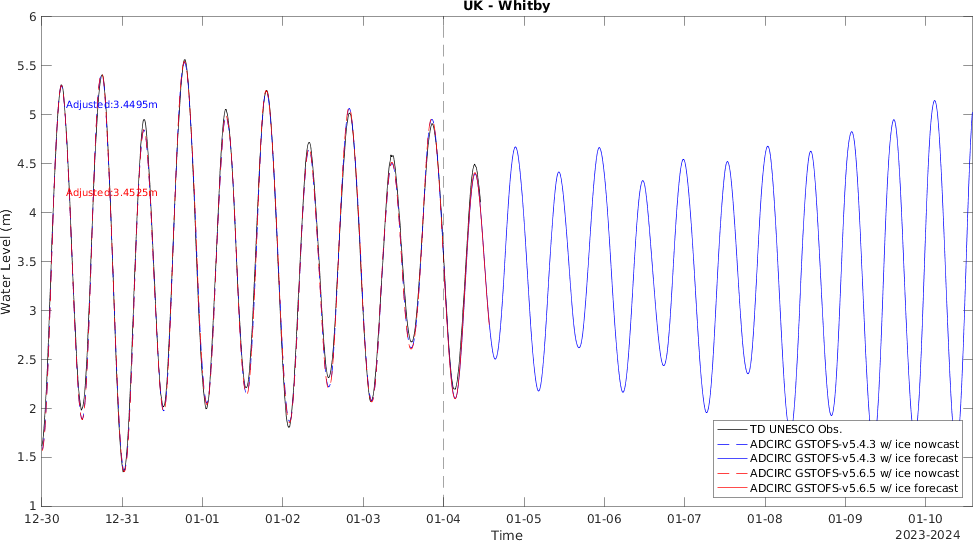 UK - Whitby
6
5.5
5
4.5
4
3.5
3
2.5
2
1.5
1
Water Level (m)
Adjusted:3.4495m
Adjusted:3.4525m
TD UNESCO Obs.
ADCIRC GSTOFS-v5.4.3 w/ ice nowcast
ADCIRC GSTOFS-v5.4.3 w/ ice forecast
ADCIRC GSTOFS-v5.6.5 w/ ice nowcast
ADCIRC GSTOFS-v5.6.5 w/ ice forecast
12-30 12-31 01-01 01-02 01-03 01-04 01-05 01-06 01-07 01-08 01-09 01-10
Time
2023-2024